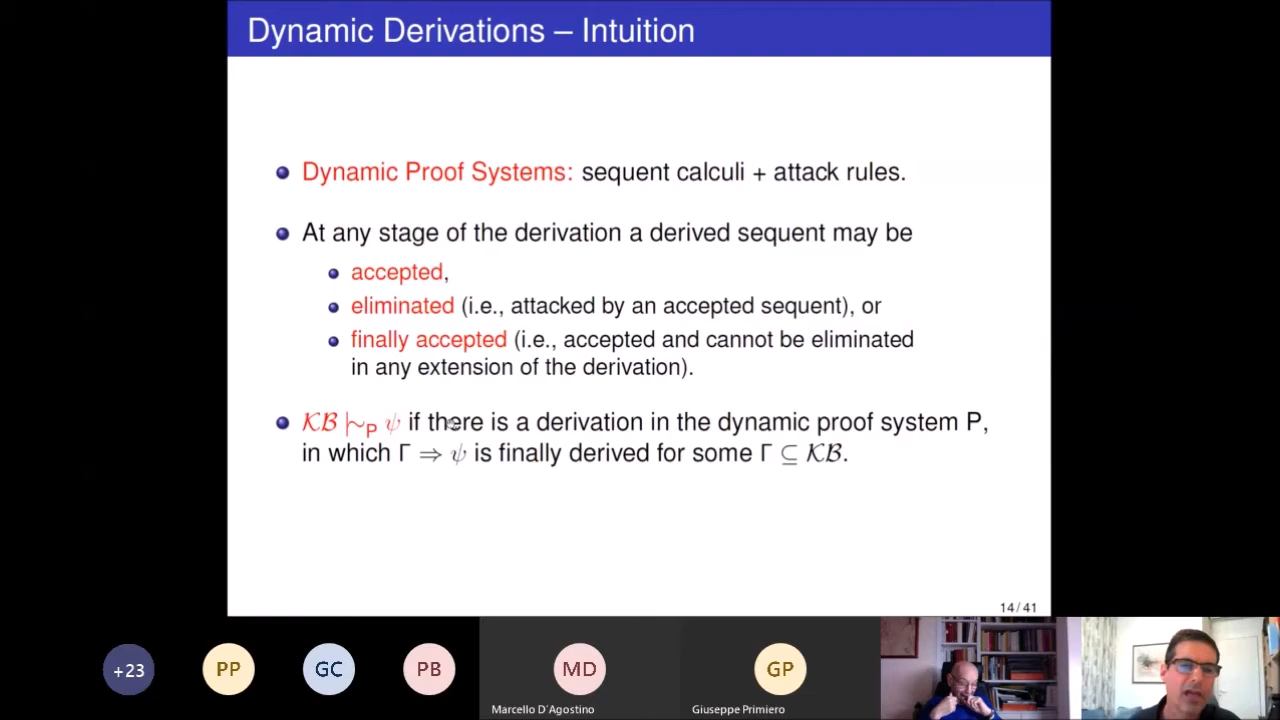 Dynamic Derivations – Intuition
Dynamic Proof Systems: sequent calculi + attack rules.
At any stage of the derivation a derived sequent may be
accepted,
eliminated (i.e., attacked by an accepted sequent), or
finally accepted (i.e., accepted and cannot be eliminated
in any extension of the derivation).
𝒦ℬ |∼P ψ if there is a derivation in the dynamic proof system P,
in which Γ ⇒ ψ is finally derived for some Γ ⊆ 𝒦ℬ.
14/41
+23
PP
GC
PB
MD
GP
Marcello D´Agostino
Giuseppe Primiero